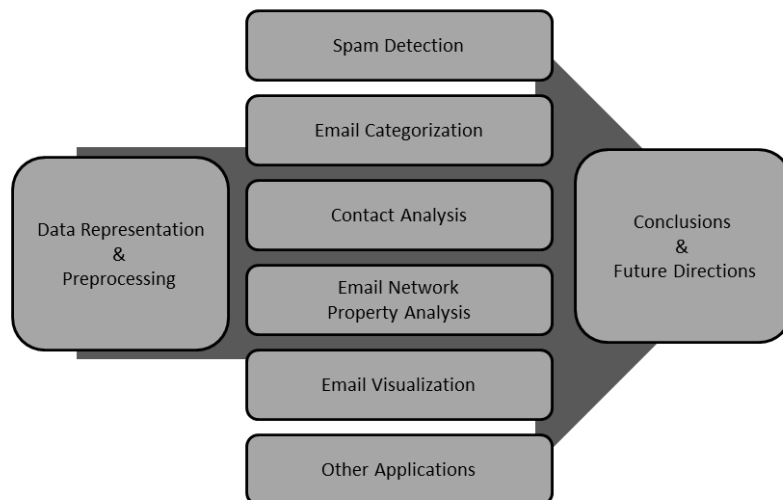 Data Representation
&
Preprocessing
Spam Detection
Email Categorization
Contact Analysis
Email Network
Property Analysis
Email Visualization
Other Applications
Conclusions
&
Future Directions